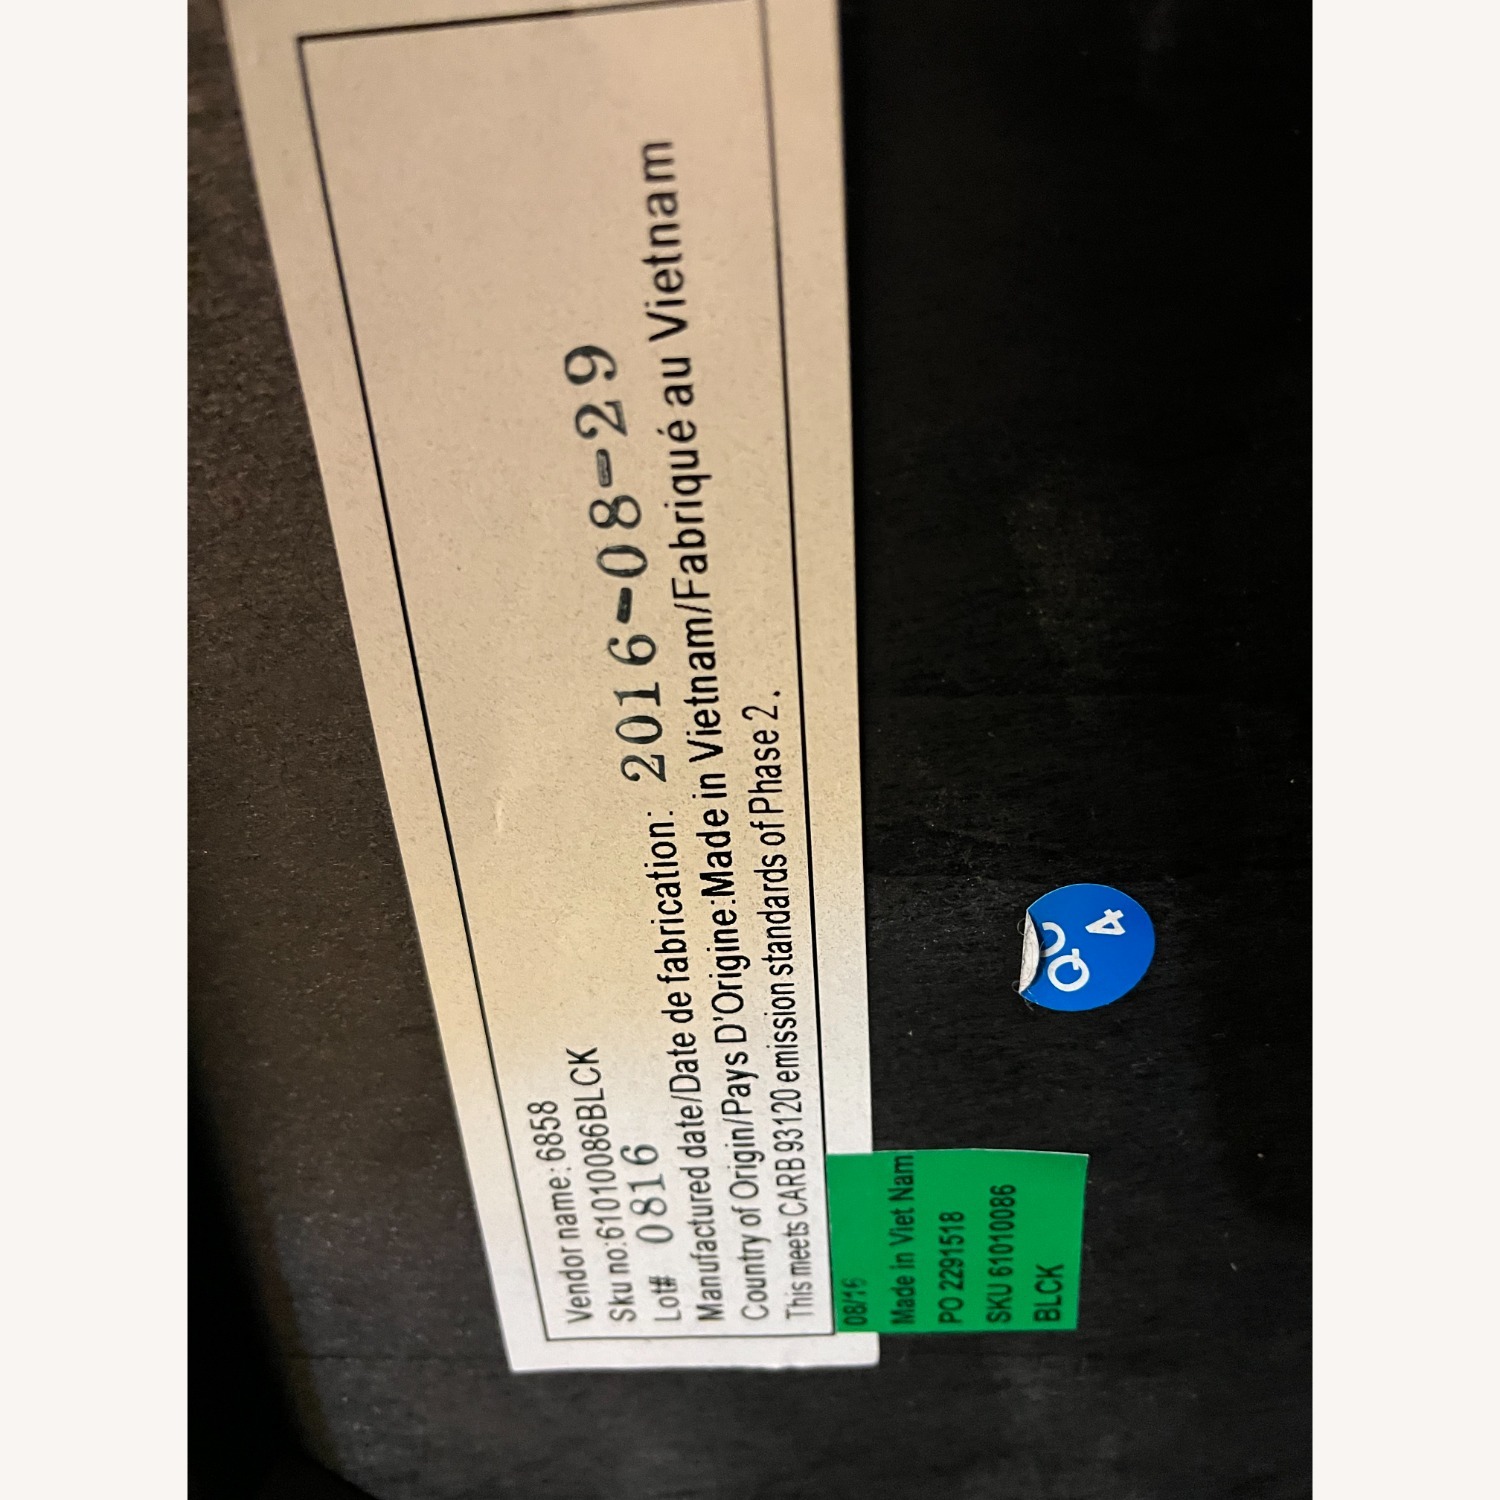 Vendor name: 6858
Sku no:61010086BLCK
Lot# 0816
Manufactured date/Date de fabrication: 2016-08-29
Country of Origin/Pays D'Origine:Made in Vietnam/Fabriqué au Vietnam
This meets CARB 93120 emission standards of Phase 2.
08/16
Made in Viet Nam
PO 2291518
SKU 61010086
BLCK
QC
4